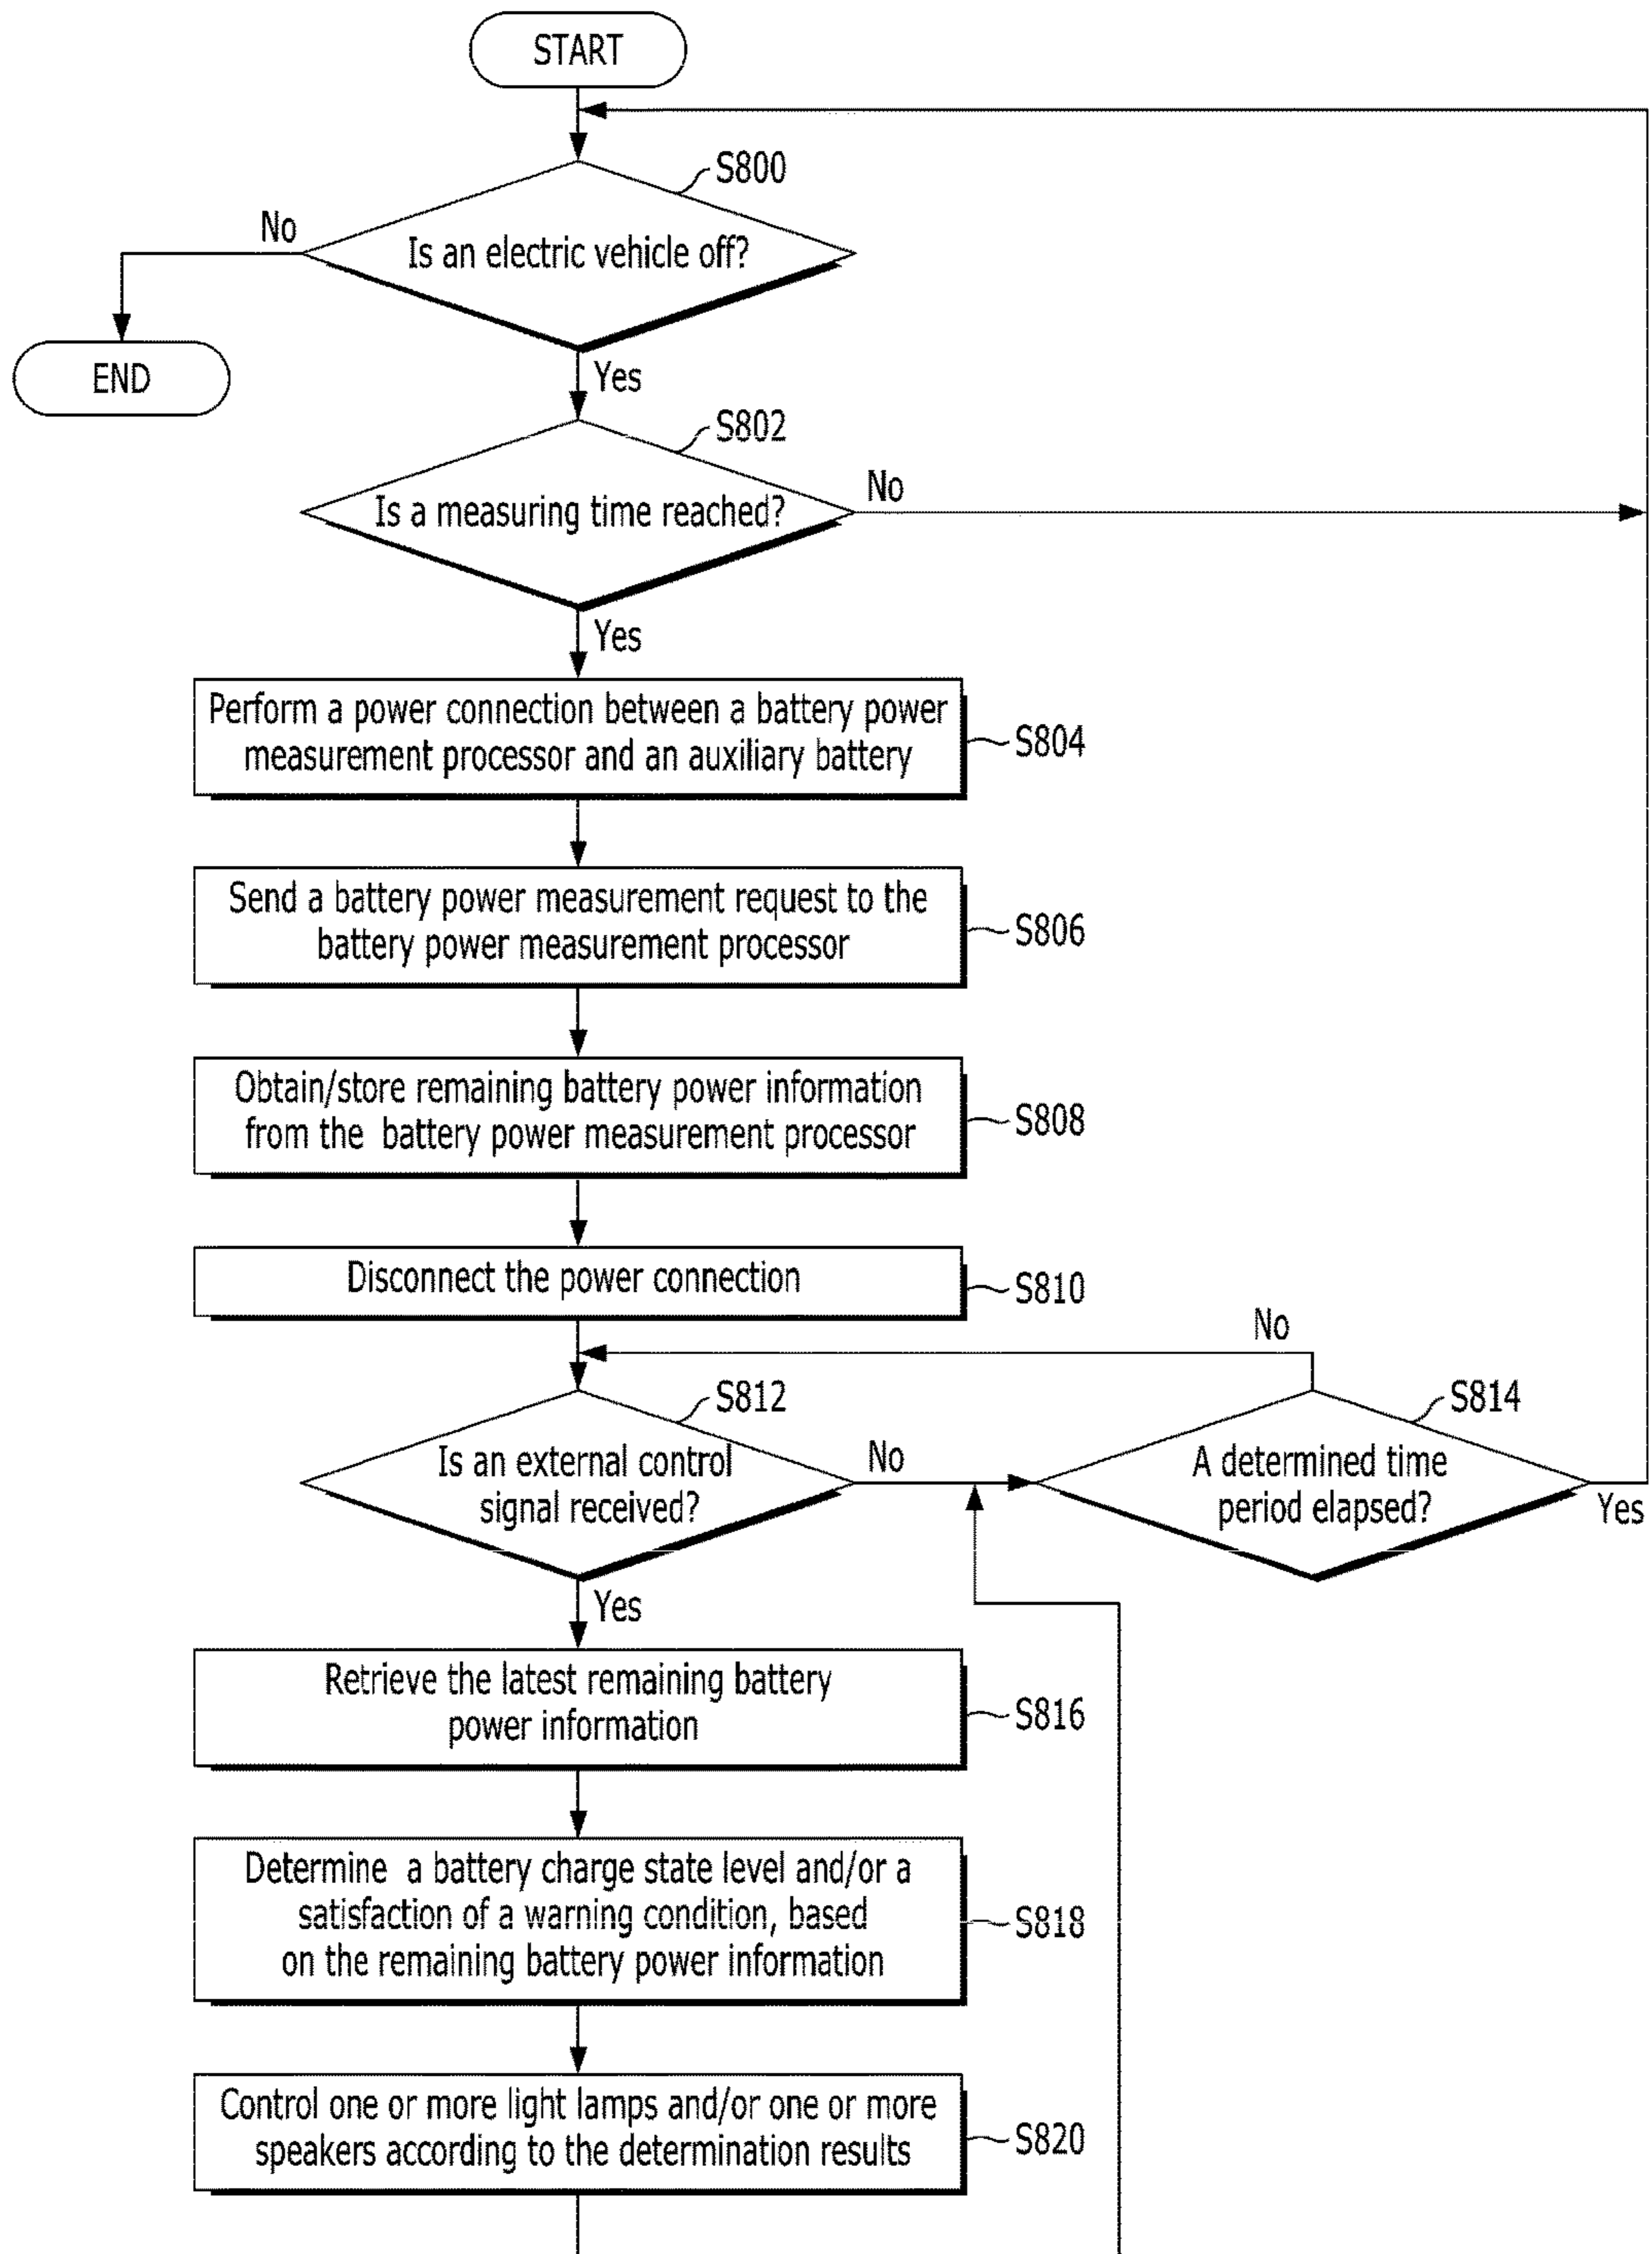 START
S800
No
Is an electric vehicle off?
END
Yes
S802
Is a measuring time reached?
No
Yes
Perform a power connection between a battery power
measurement processor and an auxiliary battery
S804
Send a battery power measurement request to the
battery power measurement processor
S806
Obtain/store remaining battery power information
from the battery power measurement processor
S808
Disconnect the power connection
S810
No
S812
S814
Is an external control
signal received?
No
A determined time
period elapsed?
Yes
Yes
Retrieve the latest remaining battery
power information
S816
Determine a battery charge state level and/or a
satisfaction of a warning condition, based
on the remaining battery power information
S818
Control one or more light lamps and/or one or more
speakers according to the determination results
S820